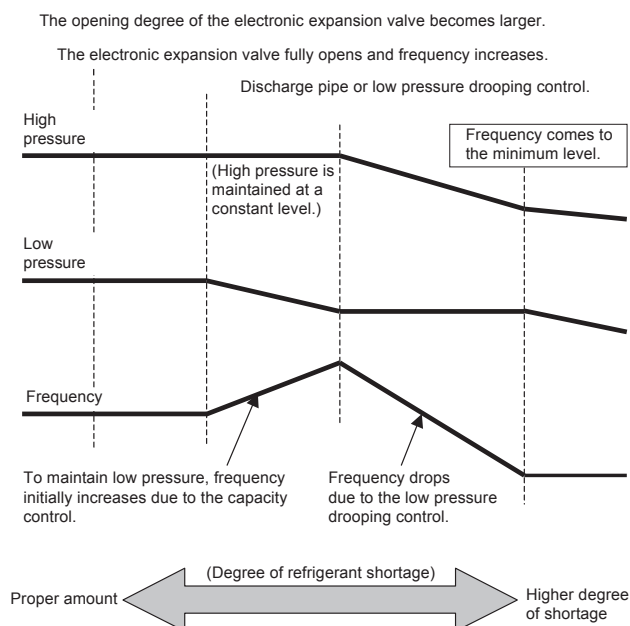 The opening degree of the electronic expansion valve becomes larger.
The electronic expansion valve fully opens and frequency increases.
Discharge pipe or low pressure drooping control.
High
pressure
Frequency comes to
the minimum level.
(High pressure is
maintained at a
constant level.)
Low
pressure
Frequency
To maintain low pressure, frequency
initially increases due to the capacity
control.
Frequency drops
due to the low pressure
drooping control.
(Degree of refrigerant shortage)
Proper amount
Higher degree
of shortage